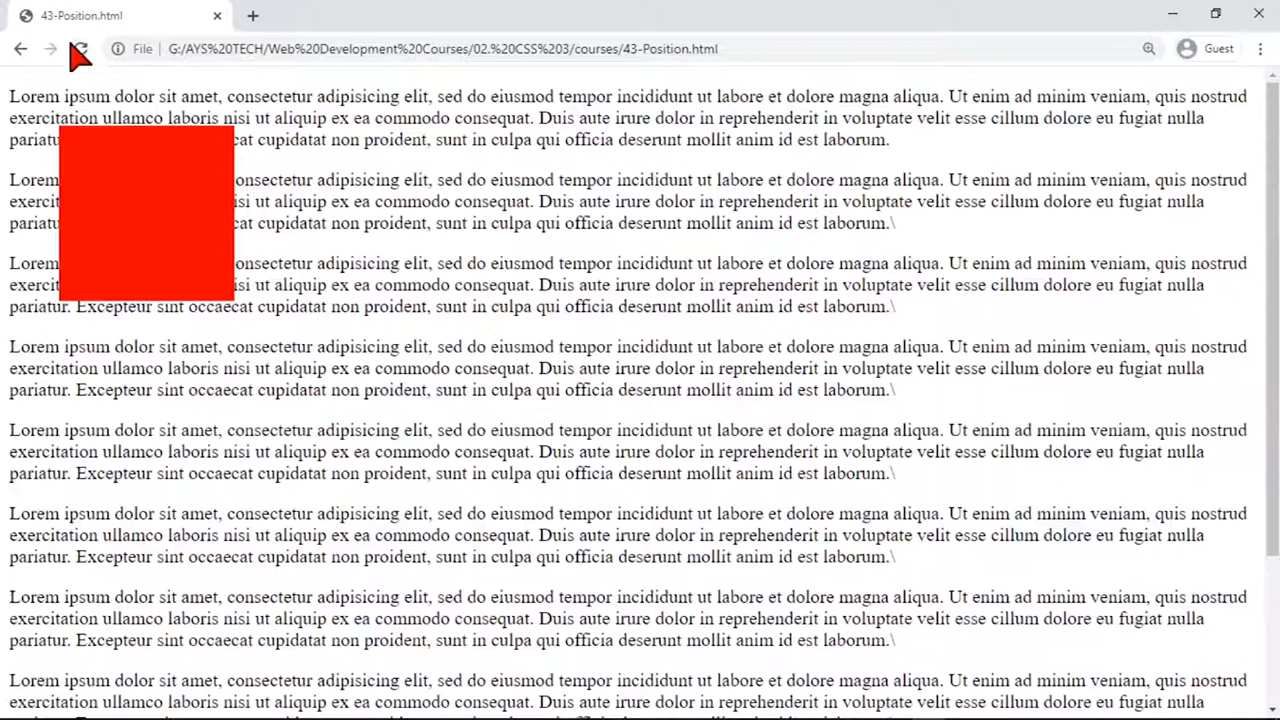 43-Position.html
File
G:/AYS%20TECH/Web%20Development%20Courses/02.%20CSS%203/courses/43-Position.html
Guest
Lorem ipsum dolor sit amet, consectetur adipisicing elit, sed do eiusmod tempor incididunt ut labore et dolore magna aliqua. Ut enim ad minim veniam, quis nostrud
exercitation ullamco laboris nisi ut aliquip ex ea commodo consequat. Duis aute irure dolor in reprehenderit in voluptate velit esse cillum dolore eu fugiat nulla
pariatu cat cupidatat non proident, sunt in culpa qui officia deserunt mollit anim id est laborum.
Lorem onsectetur adipisicing elit, sed do eiusmod tempor incididunt ut labore et dolore magna aliqua. Ut enim ad minim veniam, quis nostrud
exercit isi ut aliquip ex ea commodo consequat. Duis aute irure dolor in reprehenderit in voluptate velit esse cillum dolore eu fugiat nulla
pariatu cat cupidatat non proident, sunt in culpa qui officia deserunt mollit anim id est laborum.\
Lorem onsectetur adipisicing elit, sed do eiusmod tempor incididunt ut labore et dolore magna aliqua. Ut enim ad minim veniam, quis nostrud
exercit isi ut aliquip ex ea commodo consequat. Duis aute irure dolor in reprehenderit in voluptate velit esse cillum dolore eu fugiat nulla
pariatur. Excepteur sint occaecat cupidatat non proident, sunt in culpa qui officia deserunt mollit anim id est laborum.\
Lorem ipsum dolor sit amet, consectetur adipisicing elit, sed do eiusmod tempor incididunt ut labore et dolore magna aliqua. Ut enim ad minim veniam, quis nostrud
exercitation ullamco laboris nisi ut aliquip ex ea commodo consequat. Duis aute irure dolor in reprehenderit in voluptate velit esse cillum dolore eu fugiat nulla
pariatur. Excepteur sint occaecat cupidatat non proident, sunt in culpa qui officia deserunt mollit anim id est laborum.\
Lorem ipsum dolor sit amet, consectetur adipisicing elit, sed do eiusmod tempor incididunt ut labore et dolore magna aliqua. Ut enim ad minim veniam, quis nostrud
exercitation ullamco laboris nisi ut aliquip ex ea commodo consequat. Duis aute irure dolor in reprehenderit in voluptate velit esse cillum dolore eu fugiat nulla
pariatur. Excepteur sint occaecat cupidatat non proident, sunt in culpa qui officia deserunt mollit anim id est laborum.\
Lorem ipsum dolor sit amet, consectetur adipisicing elit, sed do eiusmod tempor incididunt ut labore et dolore magna aliqua. Ut enim ad minim veniam, quis nostrud
exercitation ullamco laboris nisi ut aliquip ex ea commodo consequat. Duis aute irure dolor in reprehenderit in voluptate velit esse cillum dolore eu fugiat nulla
pariatur. Excepteur sint occaecat cupidatat non proident, sunt in culpa qui officia deserunt mollit anim id est laborum.\
Lorem ipsum dolor sit amet, consectetur adipisicing elit, sed do eiusmod tempor incididunt ut labore et dolore magna aliqua. Ut enim ad minim veniam, quis nostrud
exercitation ullamco laboris nisi ut aliquip ex ea commodo consequat. Duis aute irure dolor in reprehenderit in voluptate velit esse cillum dolore eu fugiat nulla
pariatur. Excepteur sint occaecat cupidatat non proident, sunt in culpa qui officia deserunt mollit anim id est laborum.\
Lorem ipsum dolor sit amet, consectetur adipisicing elit, sed do eiusmod tempor incididunt ut labore et dolore magna aliqua. Ut enim ad minim veniam, quis nostrud
exercitation ullamco laboris nisi ut aliquip ex ea commodo consequat. Duis aute irure dolor in reprehenderit in voluptate velit esse cillum dolore eu fugiat nulla